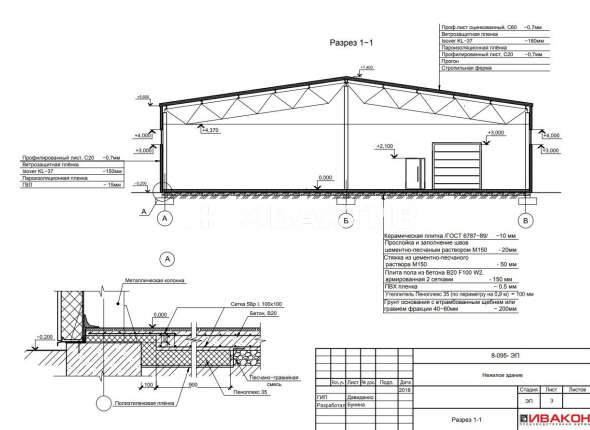 Разрез 1-1
Проф.лист оцинкованный, С60 -0,7мм
Ветрозащитная пленка
Isover KL-37 -180мм
Пароизоляционная плёнка
Профилированный лист, С20 -0,7мм
Прогон
Стропильная ферма
+7,400
+5,600
+4,370
+4,000
+3,000
+2,100
+3,000
+4,000
+3,000
Профилированный лист, С20 -0,7мм
Ветрозащитная плёнка
Isover KL-37 -150мм
Пароизоляционная пленка
ГВЛ - 15мм
-0,200
0,000
А
А
Б
В
НОВАКТИВ
А
Керамическая плитка /ГОСТ 6787-89/ -10 мм
Прослойка и заполнение швов
цементно-песчаным раствором М150 - 20мм
Стяжка из цементно-песчаного
раствора М150 - 50 мм
Плита пола из бетона В20 F100 W2,
армированная 2 сетками - 150 мм
ПВХ пленка - 0.5 мм
Утеплитель Пеноплекс 35 (по периметру на 0,9 м) = 100 мм
Грунт основания с втрамбованным щебнем или
гравием фракции 40-60мм - 200мм
Металлическая колонна
Сетка 5Вр I, 100х100
Бетон, В20
0,000
-0,200
100
900
Песчано-гравийная
смесь
Пеноплекс 35
Полиэтиленовая плёнка
8-095- ЭП
Нежилое здание
Кол. уч. Лист N док. Подп. Дата
2018
ГИП Давиденко
Разработал Бунина
Стадия Лист Листов
ЭП 3
Разрез 1-1
ИВАКОН
ПРОИЗВОДСТВЕННАЯ ФИРМА